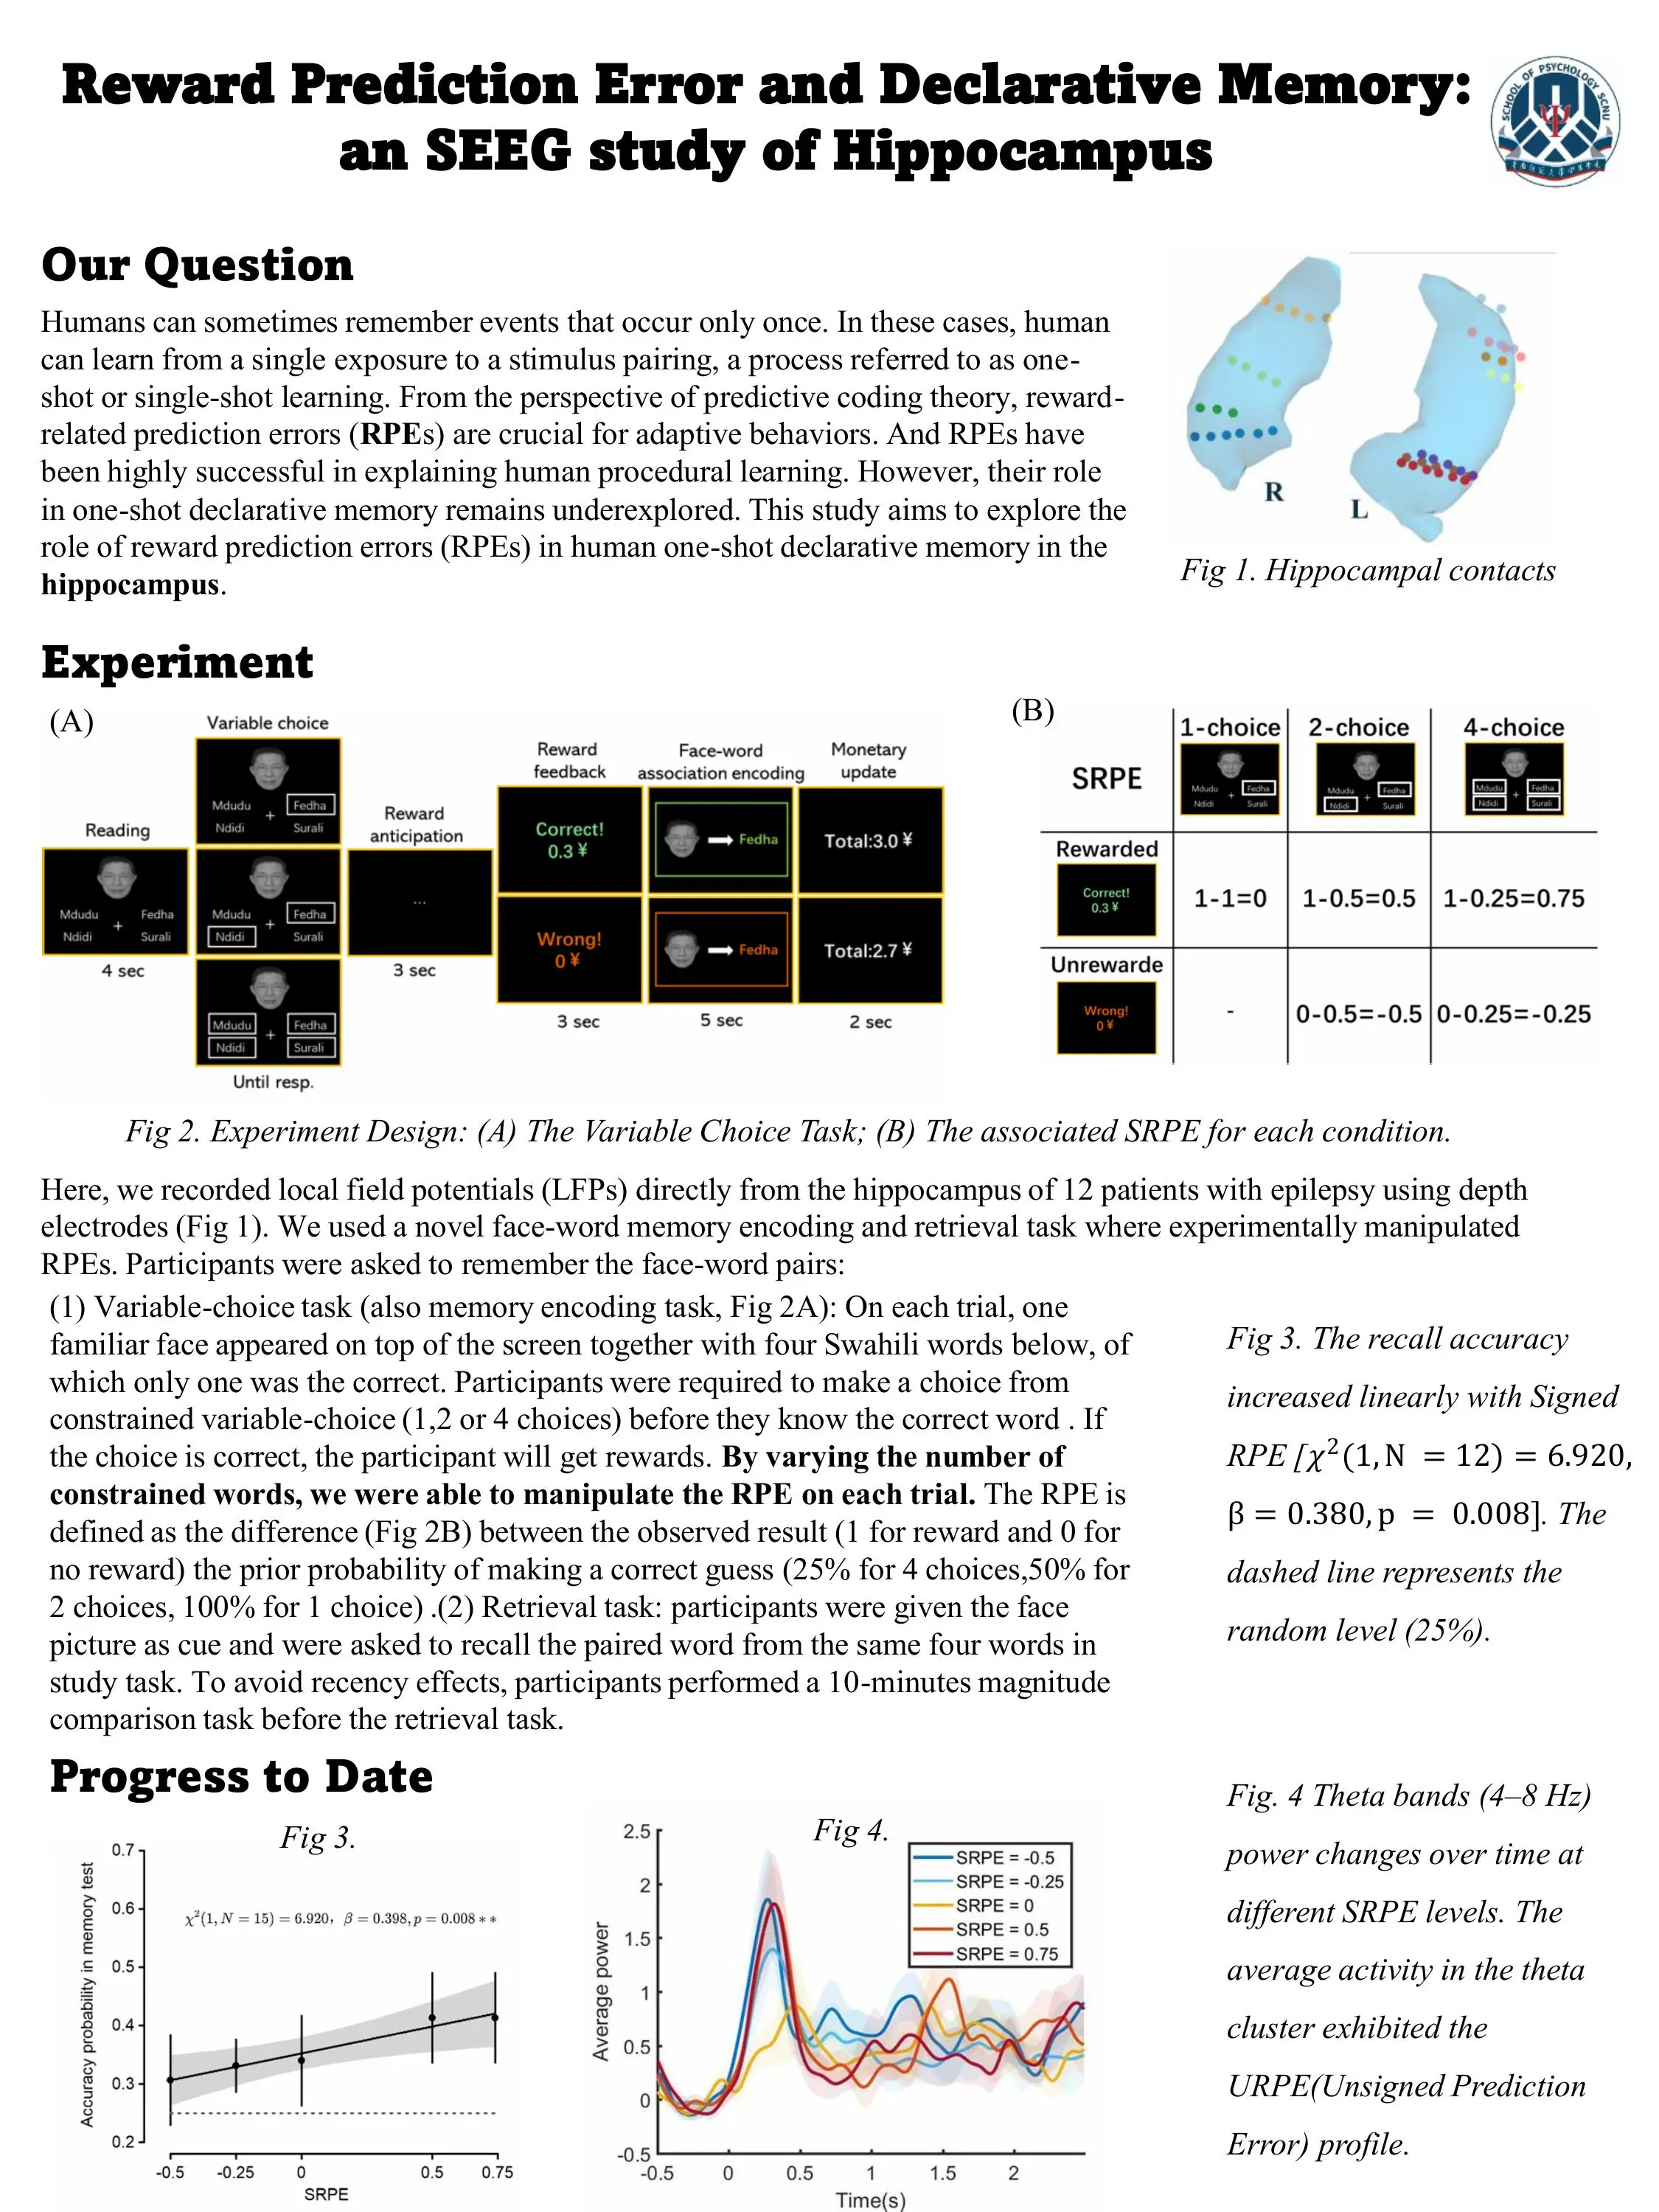 Reward Prediction Error and Declarative Memory:
an SEEG study of Hippocampus
SCHOOL OF PSYCHOLOGY SCNU
Our Question
Humans can sometimes remember events that occur only once. In these cases, human
can learn from a single exposure to a stimulus pairing, a process referred to as one-
shot or single-shot learning. From the perspective of predictive coding theory, reward-
related prediction errors (RPEs) are crucial for adaptive behaviors. And RPEs have
been highly successful in explaining human procedural learning. However, their role
in one-shot declarative memory remains underexplored. This study aims to explore the
role of reward prediction errors (RPEs) in human one-shot declarative memory in the
hippocampus.
R
L
Fig 1. Hippocampal contacts
Experiment
(A)
Reading
Mdudu Fedha
+
Ndidi Surali
4 sec
Variable choice
Mdudu Fedha
+
Ndidi Surali
Mdudu Fedha
+
Ndidi Surali
Mdudu Fedha
+
Ndidi Surali
Until resp.
Reward
anticipation
...
3 sec
Reward
feedback
Correct!
0.3 ¥
Wrong!
0 ¥
3 sec
Face-word
association encoding
Fedha
Fedha
5 sec
Monetary
update
Total:3.0 ¥
Total:2.7 ¥
2 sec
(B)
SRPE
1-choice 2-choice 4-choice
Mdudu Fedha
+
Ndidi Surali
Mdudu Fedha
+
Ndidi Surali
Mdudu Fedha
+
Ndidi Surali
Rewarded
Correct!
0.3 ¥
1-1=0 1-0.5=0.5 1-0.25=0.75
Unrewarde
Wrong!
0 ¥
- 0-0.5=-0.5 0-0.25=-0.25
Fig 2. Experiment Design: (A) The Variable Choice Task; (B) The associated SRPE for each condition.
Here, we recorded local field potentials (LFPs) directly from the hippocampus of 12 patients with epilepsy using depth
electrodes (Fig 1). We used a novel face-word memory encoding and retrieval task where experimentally manipulated
RPEs. Participants were asked to remember the face-word pairs:
(1) Variable-choice task (also memory encoding task, Fig 2A): On each trial, one
familiar face appeared on top of the screen together with four Swahili words below, of
which only one was the correct. Participants were required to make a choice from
constrained variable-choice (1,2 or 4 choices) before they know the correct word . If
the choice is correct, the participant will get rewards. By varying the number of
constrained words, we were able to manipulate the RPE on each trial. The RPE is
defined as the difference (Fig 2B) between the observed result (1 for reward and 0 for
no reward) the prior probability of making a correct guess (25% for 4 choices,50% for
2 choices, 100% for 1 choice) .(2) Retrieval task: participants were given the face
picture as cue and were asked to recall the paired word from the same four words in
study task. To avoid recency effects, participants performed a 10-minutes magnitude
comparison task before the retrieval task.
Fig 3. The recall accuracy
increased linearly with Signed
RPE [χ²(1, N = 12) = 6.920,
β = 0.380, p = 0.008]. The
dashed line represents the
random level (25%).
Progress to Date
Fig 3.
Accuracy probability in memory test
0.7
0.6
0.5
0.4
0.3
0.2
χ²(1, N = 15) = 6.920, β = 0.398, p = 0.008 ∗∗
-0.5 -0.25 0 0.5 0.75
SRPE
Fig 4.
Average power
2.5
2
1.5
1
0.5
0
-0.5
SRPE = -0.5
SRPE = -0.25
SRPE = 0
SRPE = 0.5
SRPE = 0.75
-0.5 0 0.5 1 1.5 2
Time(s)
Fig. 4 Theta bands (4–8 Hz)
power changes over time at
different SRPE levels. The
average activity in the theta
cluster exhibited the
URPE(Unsigned Prediction
Error) profile.